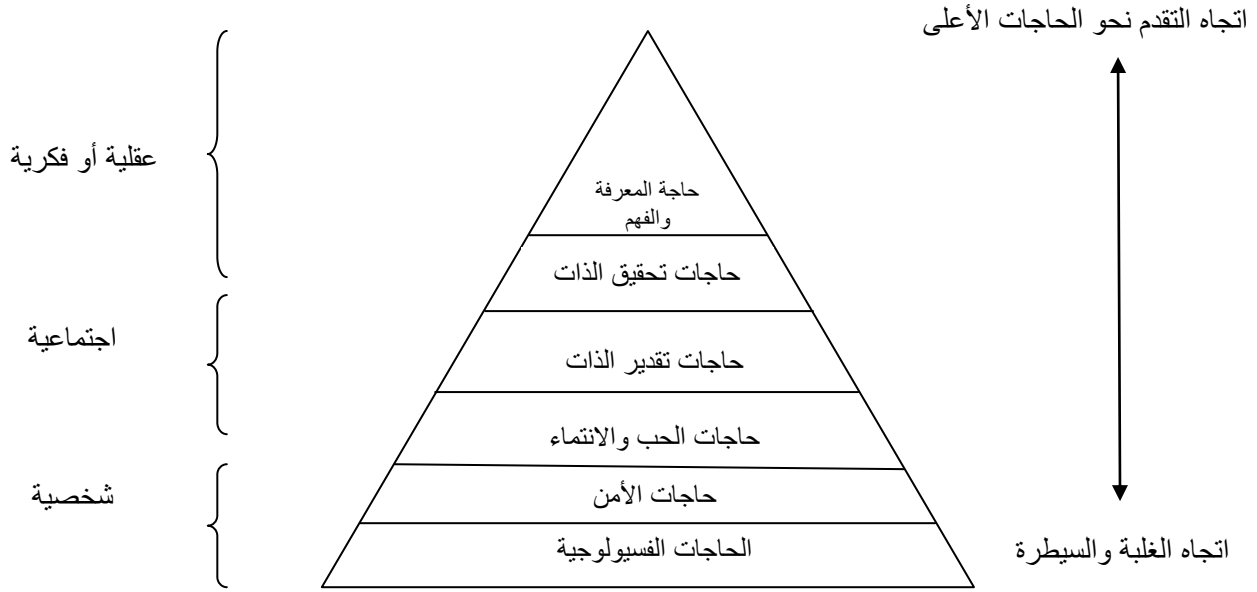 اتجاه التقدم نحو الحاجات الأعلى
عقلية أو فكرية
حاجة المعرفة
والفهم
حاجات تحقيق الذات
اجتماعية
حاجات تقدير الذات
حاجات الحب والانتماء
شخصية
حاجات الأمن
الحاجات الفسيولوجية
اتجاه الغلبة والسيطرة